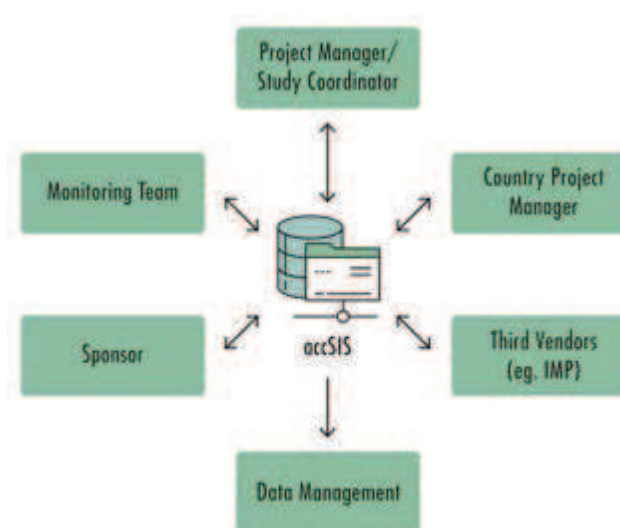 Project Manager/
Study Coordinator
Monitoring Team
Country Project
Manager
accSIS
Sponsor
Third Vendors
(eg. IMP)
Data Management